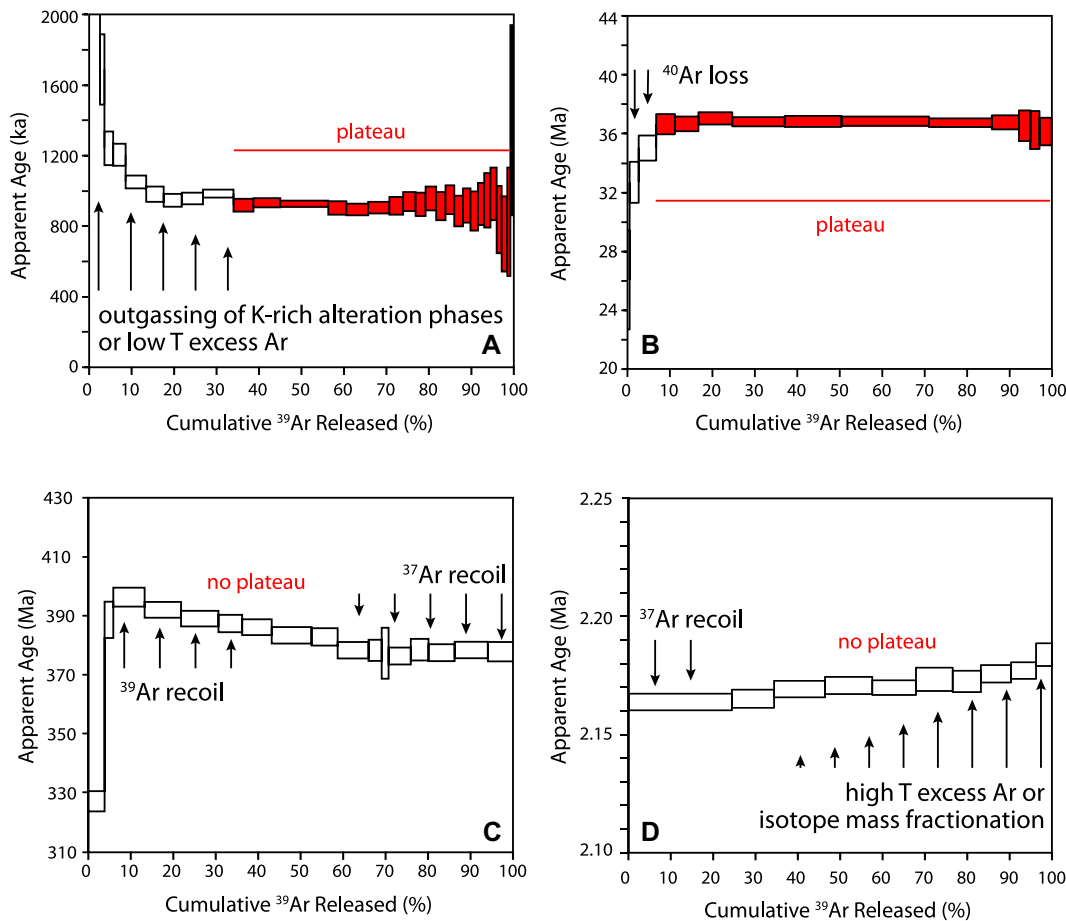 2000
1600
1200
900
400
0
Apparent Age (ka)
plateau
outgassing of K-rich alteration phases
or low T excess Ar
A
0 10 20 30 40 50 60 70 80 90 100
Cumulative ³⁹Ar Released (%)
44
40
36
32
28
24
20
Apparent Age (Ma)
⁴⁰Ar loss
plateau
B
0 10 20 30 40 50 60 70 80 90 100
Cumulative ³⁹Ar Released (%)
430
410
390
370
350
330
310
Apparent Age (Ma)
no plateau
³⁷Ar recoil
³⁹Ar recoil
C
0 10 20 30 40 50 60 70 80 90 100
Cumulative ³⁹Ar Released (%)
2.25
2.20
2.15
2.10
Apparent Age (Ma)
³⁷Ar recoil
no plateau
high T excess Ar or
isotope mass fractionation
D
0 10 20 30 40 50 60 70 80 90 100
Cumulative ³⁹Ar Released (%)